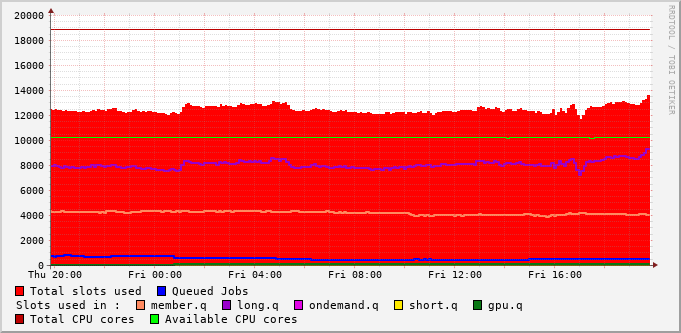 20000
18000
16000
14000
12000
10000
8000
6000
4000
2000
0
Thu 20:00 Fri 00:00 Fri 04:00 Fri 08:00 Fri 12:00 Fri 16:00
RRDTOOL / TOBI OETIKER
Total slots used Queued Jobs
Slots used in : member.q long.q ondemand.q short.q gpu.q
Total CPU cores Available CPU cores